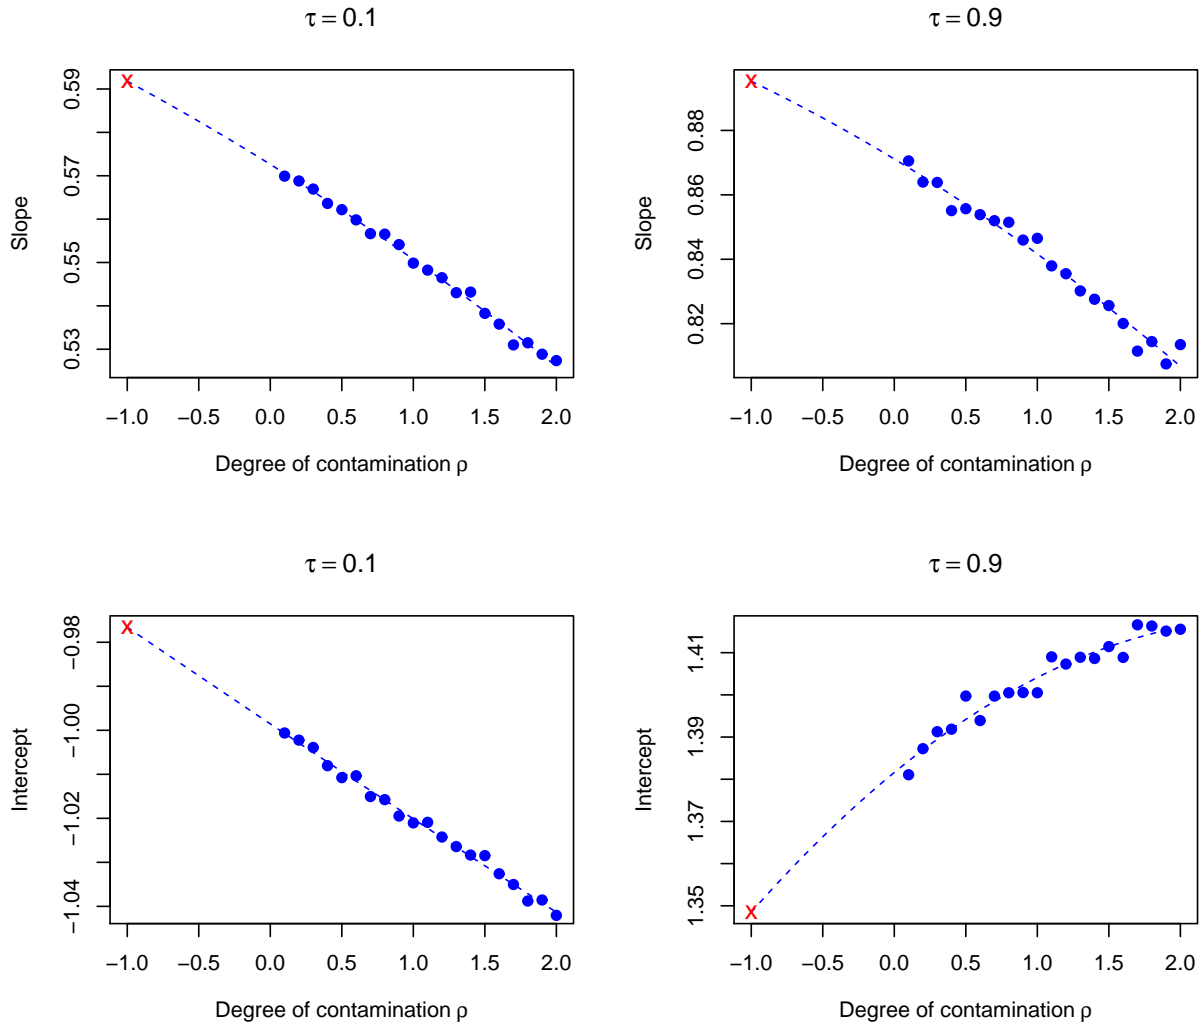 τ = 0.1
0.59
0.57
0.55
0.53
Slope
x
−1.0 −0.5 0.0 0.5 1.0 1.5 2.0
Degree of contamination ρ
τ = 0.9
0.88
0.86
0.84
0.82
Slope
x
−1.0 −0.5 0.0 0.5 1.0 1.5 2.0
Degree of contamination ρ
τ = 0.1
−0.98
−1.00
−1.02
−1.04
Intercept
x
−1.0 −0.5 0.0 0.5 1.0 1.5 2.0
Degree of contamination ρ
τ = 0.9
1.41
1.39
1.37
1.35
Intercept
x
−1.0 −0.5 0.0 0.5 1.0 1.5 2.0
Degree of contamination ρ